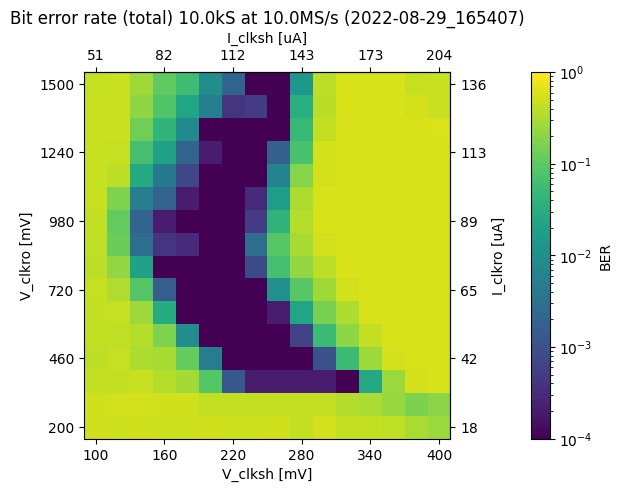 Bit error rate (total) 10.0kS at 10.0MS/s (2022-08-29_165407)
I_clksh [uA]
51 82 112 143 173 204
1500 136 10^0
1240 113 10^-1
980 89
V_clkro [mV] I_clkro [uA] BER
10^-2
720 65
460 42 10^-3
200 18 10^-4
100 160 220 280 340 400
V_clksh [mV]